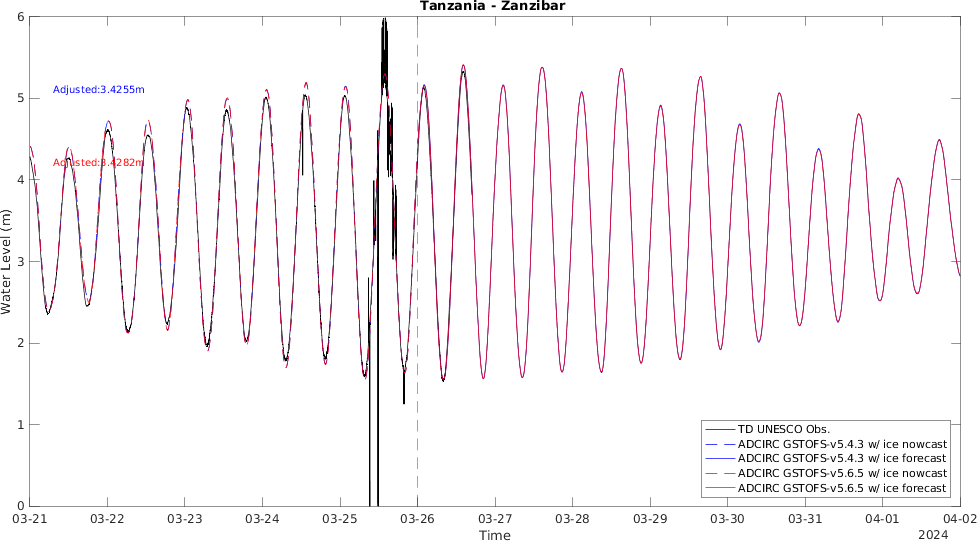 Tanzania - Zanzibar
6
5
4
3
2
1
0
Water Level (m)
Adjusted:3.4255m
Adjusted:3.4282m
TD UNESCO Obs.
ADCIRC GSTOFS-v5.4.3 w/ ice nowcast
ADCIRC GSTOFS-v5.4.3 w/ ice forecast
ADCIRC GSTOFS-v5.6.5 w/ ice nowcast
ADCIRC GSTOFS-v5.6.5 w/ ice forecast
03-21 03-22 03-23 03-24 03-25 03-26 03-27 03-28 03-29 03-30 03-31 04-01 04-02
Time
2024